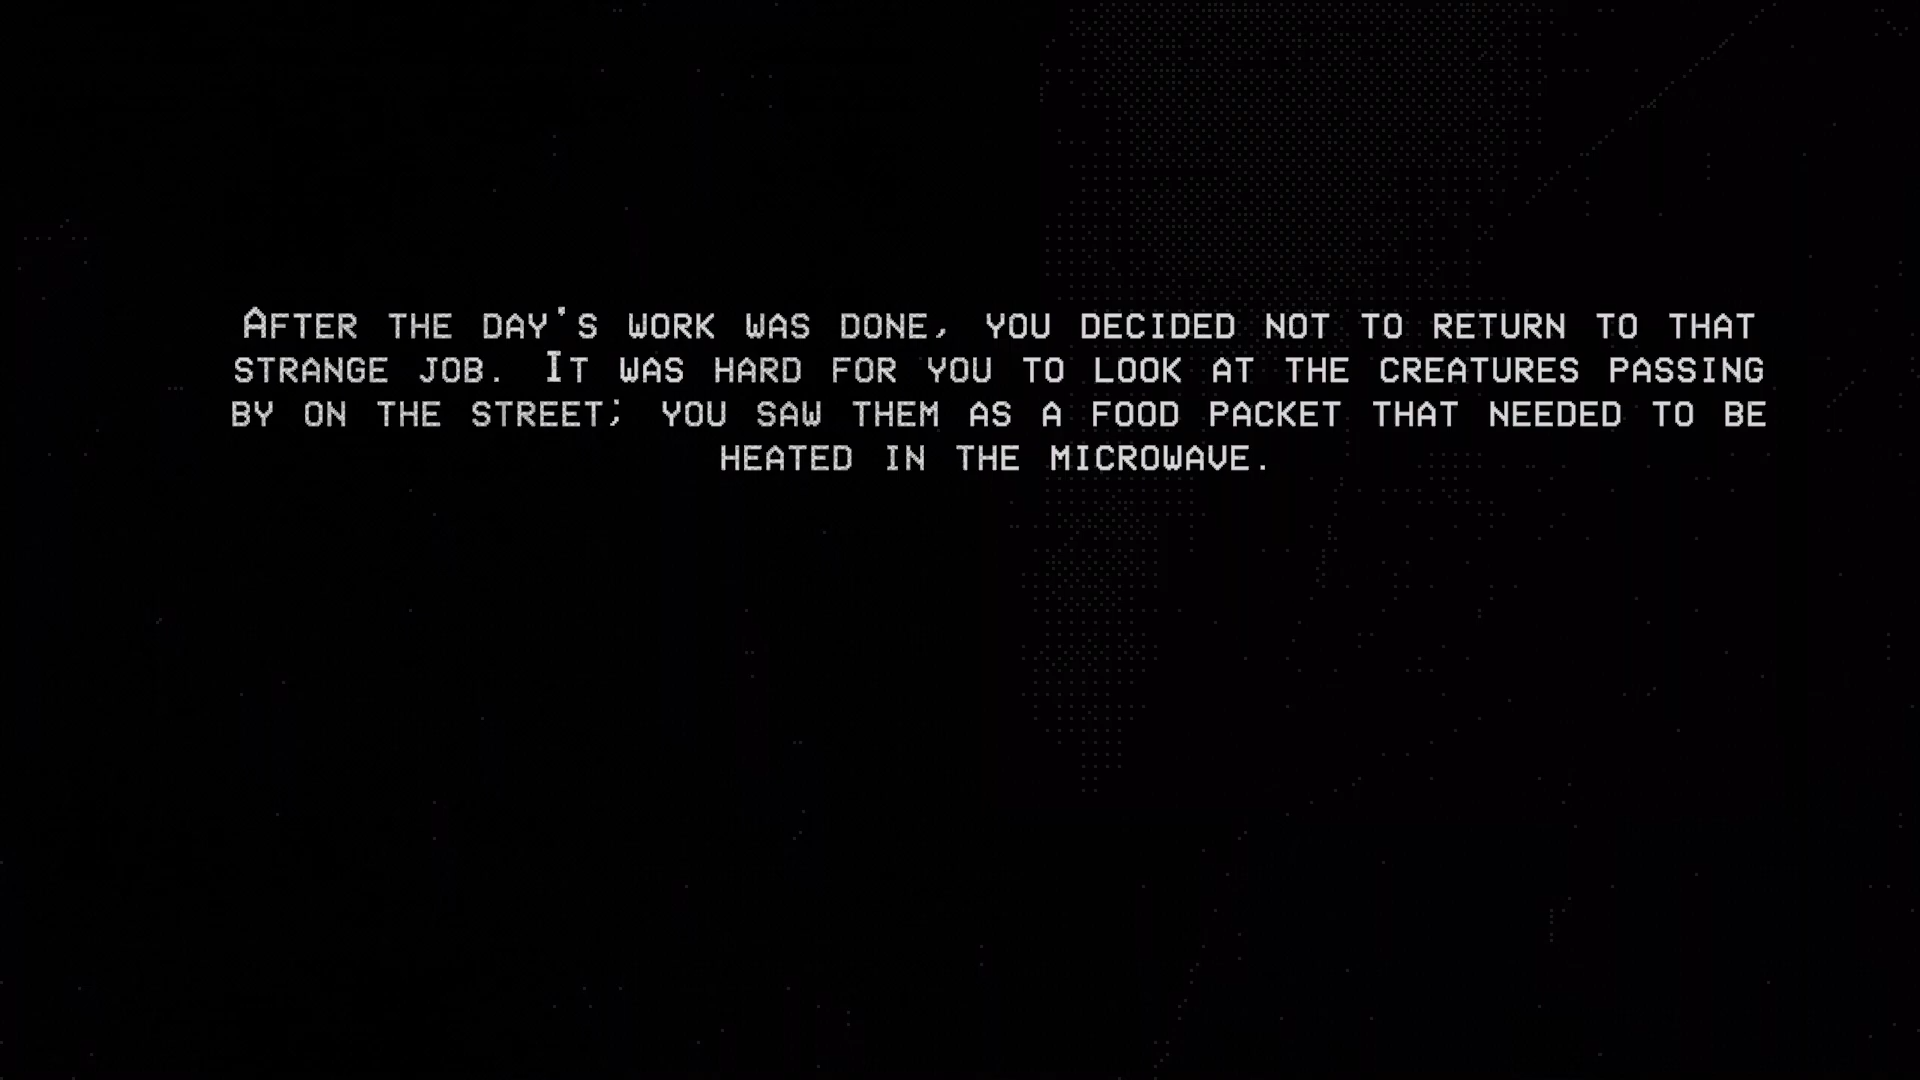 After the day's work was done, you decided not to return to that
strange job. It was hard for you to look at the creatures passing
by on the street; you saw them as a food packet that needed to be
heated in the microwave.